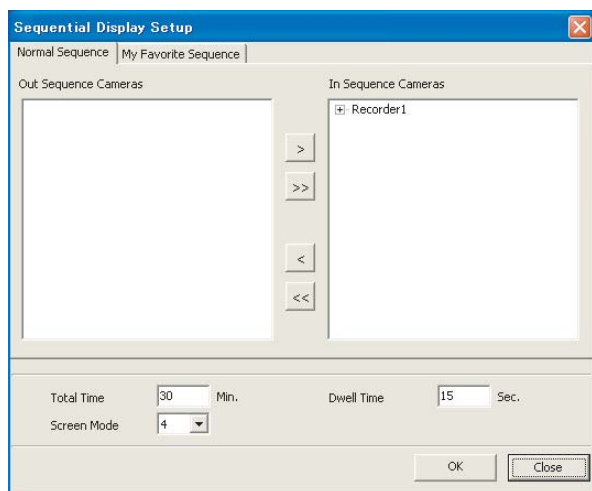 Sequential Display Setup
Normal Sequence My Favorite Sequence
Out Sequence Cameras In Sequence Cameras
Recorder1
>
>>
<
<<
Total Time 30 Min. Dwell Time 15 Sec.
Screen Mode 4
OK Close